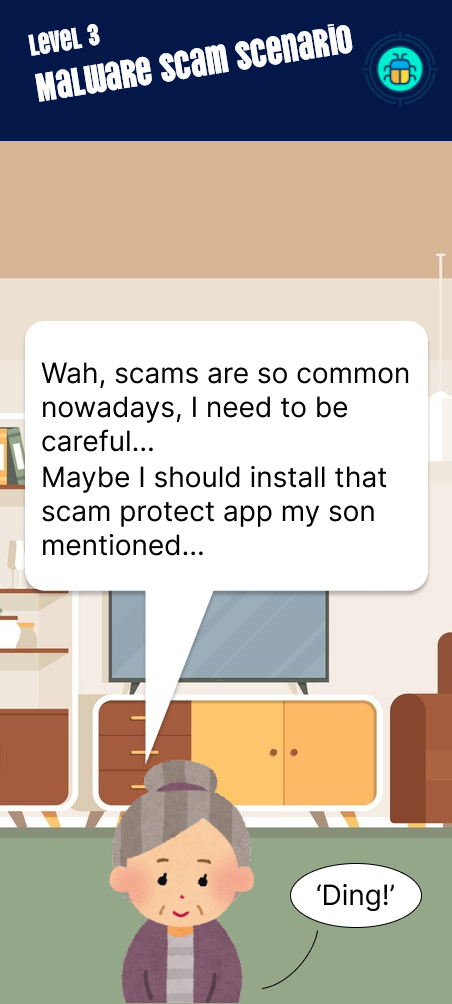 Level 3
Malware Scam Scenario
Wah, scams are so common
nowadays, I need to be
careful...
Maybe I should install that
scam protect app my son
mentioned...
‘Ding!’